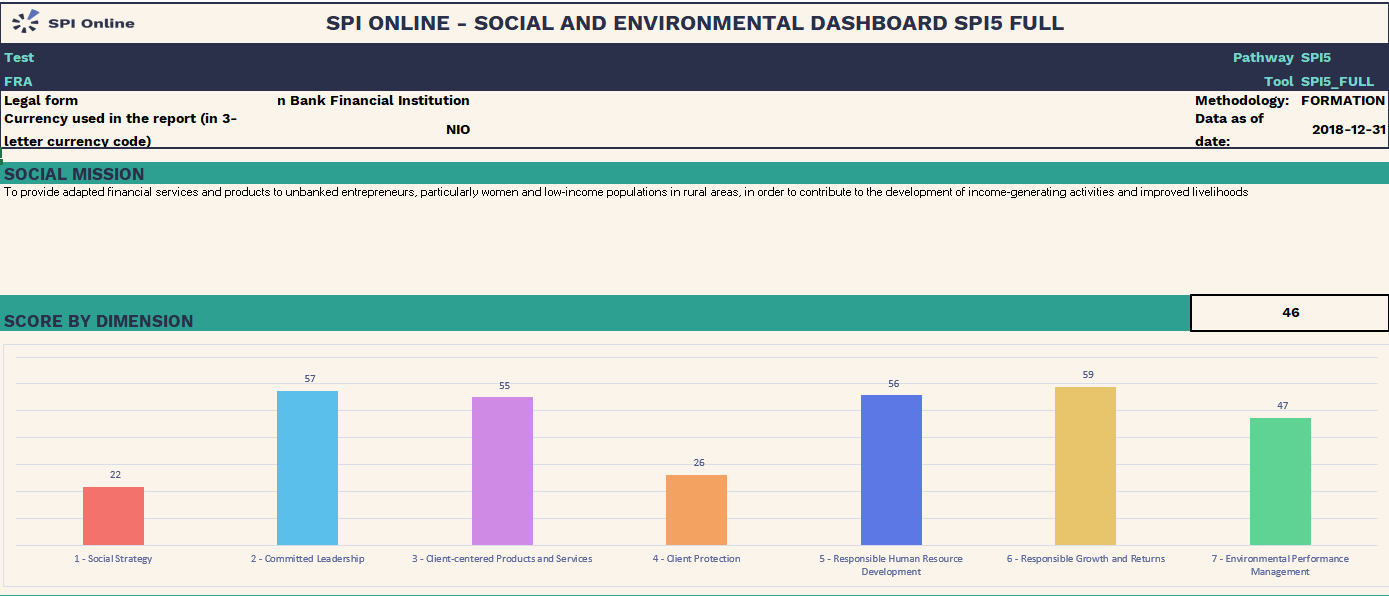 SPI Online
SPI ONLINE - SOCIAL AND ENVIRONMENTAL DASHBOARD SPI5 FULL
Test
Pathway SPI5
FRA
Tool SPI5_FULL
Legal form
n Bank Financial Institution
Methodology: FORMATION
Currency used in the report (in 3-
letter currency code)
NIO
Data as of
date:
2018-12-31
SOCIAL MISSION
To provide adapted financial services and products to unbanked entrepreneurs, particularly women and low-income populations in rural areas, in order to contribute to the development of income-generating activities and improved livelihoods
SCORE BY DIMENSION
46
22
57
55
26
56
59
47
1 - Social Strategy
2 - Committed Leadership
3 - Client-centered Products and Services
4 - Client Protection
5 - Responsible Human Resource
Development
6 - Responsible Growth and Returns
7 - Environmental Performance
Management